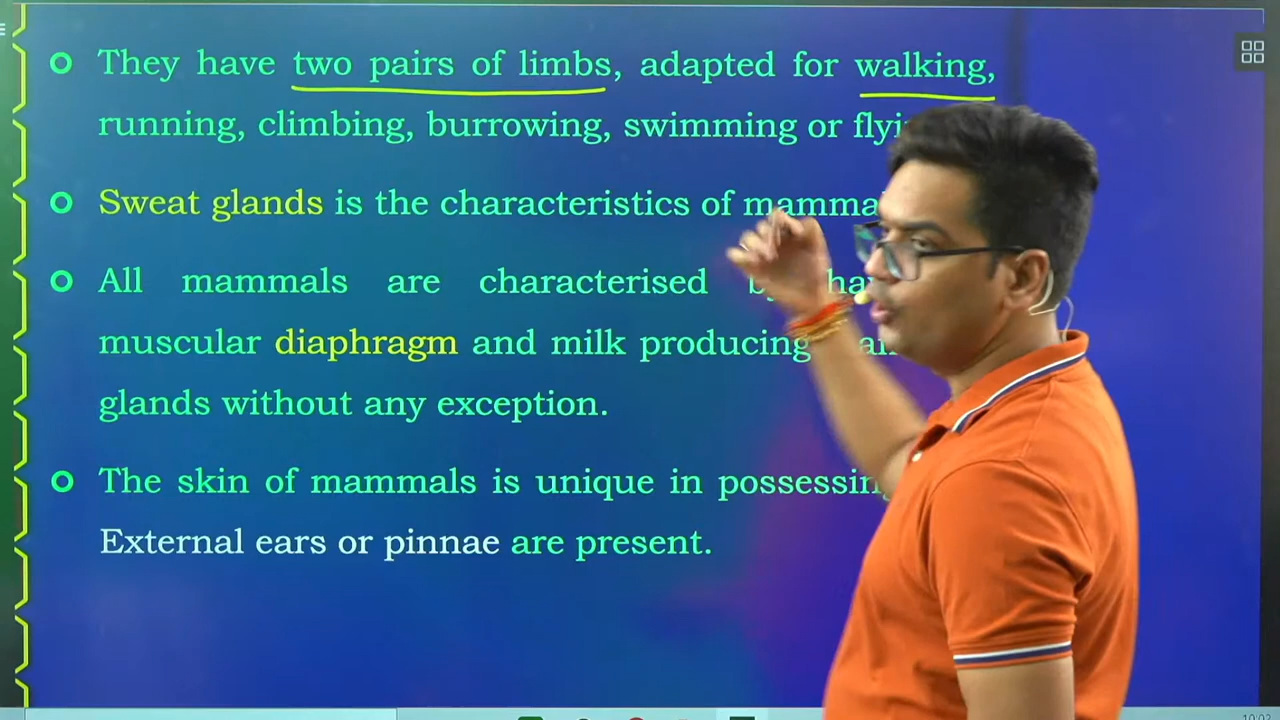 They have two pairs of limbs, adapted for walking,
running, climbing, burrowing, swimming or
Sweat glands is the characteristics of
All mammals are characterised
muscular diaphragm and milk producing
glands without any exception.
The skin of mammals is unique in
External ears or pinnae are present.